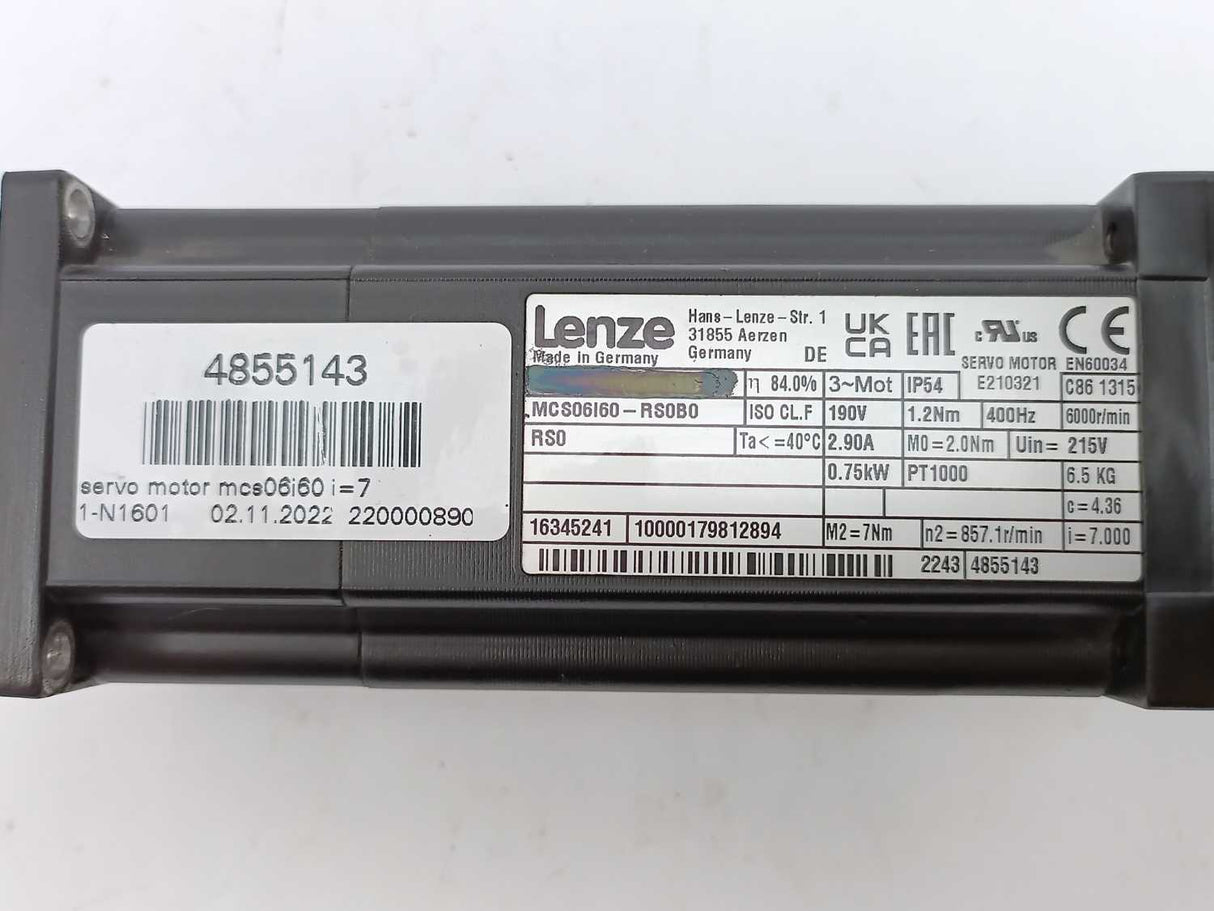 4855143
servo motor mcs06i60 i=7
1-N1601 02.11.2022 220000890
Lenze
Hans-Lenze-Str. 1
31855 Aerzen
Germany DE
Made in Germany
UK CA EAC c RU us CE
SERVO MOTOR EN60034
η 84.0% 3~Mot IP54 E210321 C86 1315
MCS06I60-RS0B0 ISO CL.F 190V 1.2Nm 400Hz 6000r/min
RS0 Ta<=40°C 2.90A M0=2.0Nm Uin= 215V
0.75kW PT1000 6.5 KG
c=4.36
16345241 10000179812894 M2=7Nm n2=857.1r/min i=7.000
2243 4855143